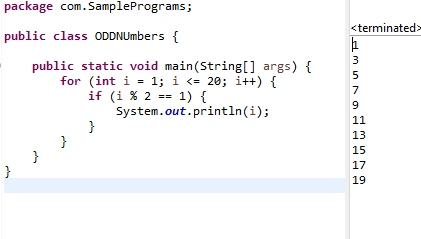 package com.SamplePrograms;
public class ODDNUmbers {
public static void main(String[] args) {
for (int i = 1; i <= 20; i++) {
if (i % 2 == 1) {
System.out.println(i);
}
}
}
}
<terminated>
1
3
5
7
9
11
13
15
17
19